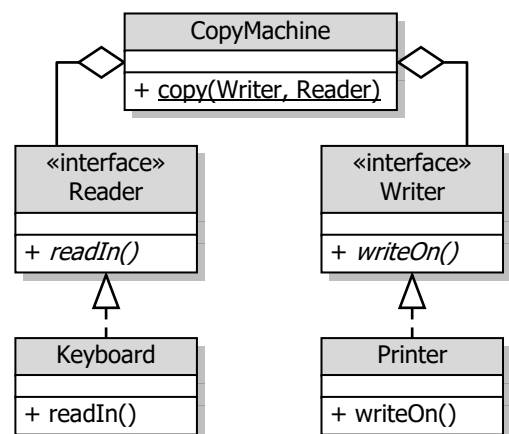 CopyMachine
+ copy(Writer, Reader)
«interface»
Reader
+ readIn()
«interface»
Writer
+ writeOn()
Keyboard
+ readIn()
Printer
+ writeOn()